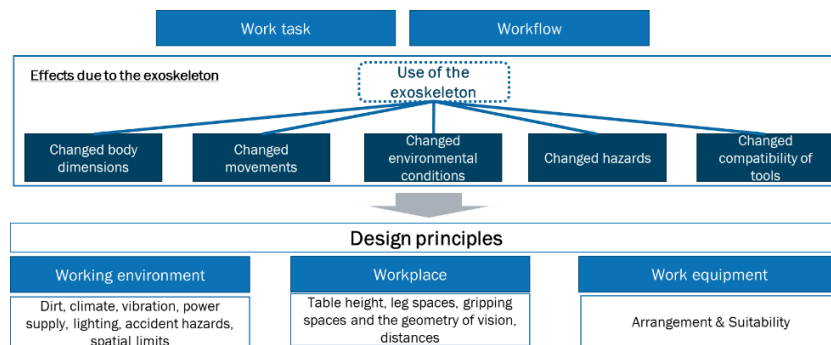 Work task
Workflow
Effects due to the exoskeleton
Use of the
exoskeleton
Changed body
dimensions
Changed
movements
Changed
environmental
conditions
Changed hazards
Changed
compatibility of
tools
Design principles
Working environment
Workplace
Work equipment
Dirt, climate, vibration, power
supply, lighting, accident hazards,
spatial limits
Table height, leg spaces, gripping
spaces and the geometry of vision,
distances
Arrangement & Suitability